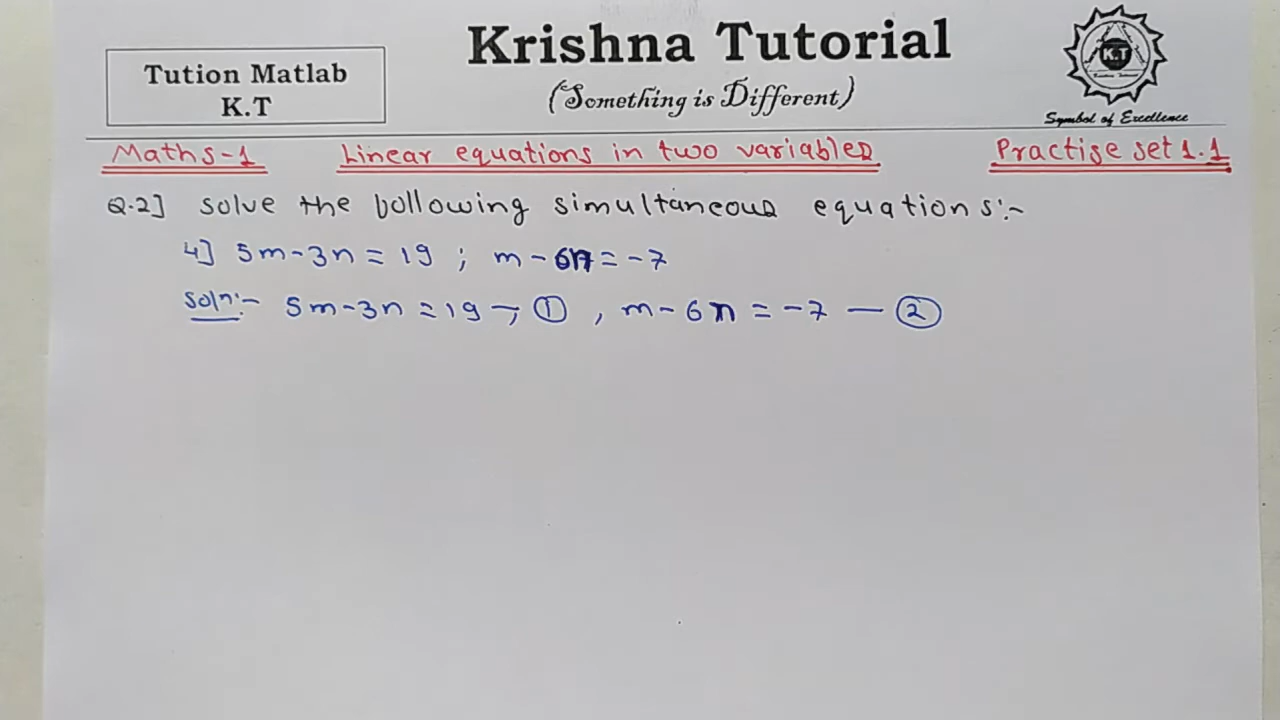 Tution Matlab
K.T
Krishna Tutorial
(Something is Different)
K.T
Symbol of Excellence
Maths-1 Linear equations in two variables Practise set 1.1
Q.2] solve the following simultaneous equations:-
4] 5m-3n = 19 ; m-6n = -7
Soln:- 5m-3n = 19 — ① , m-6n = -7 — ②